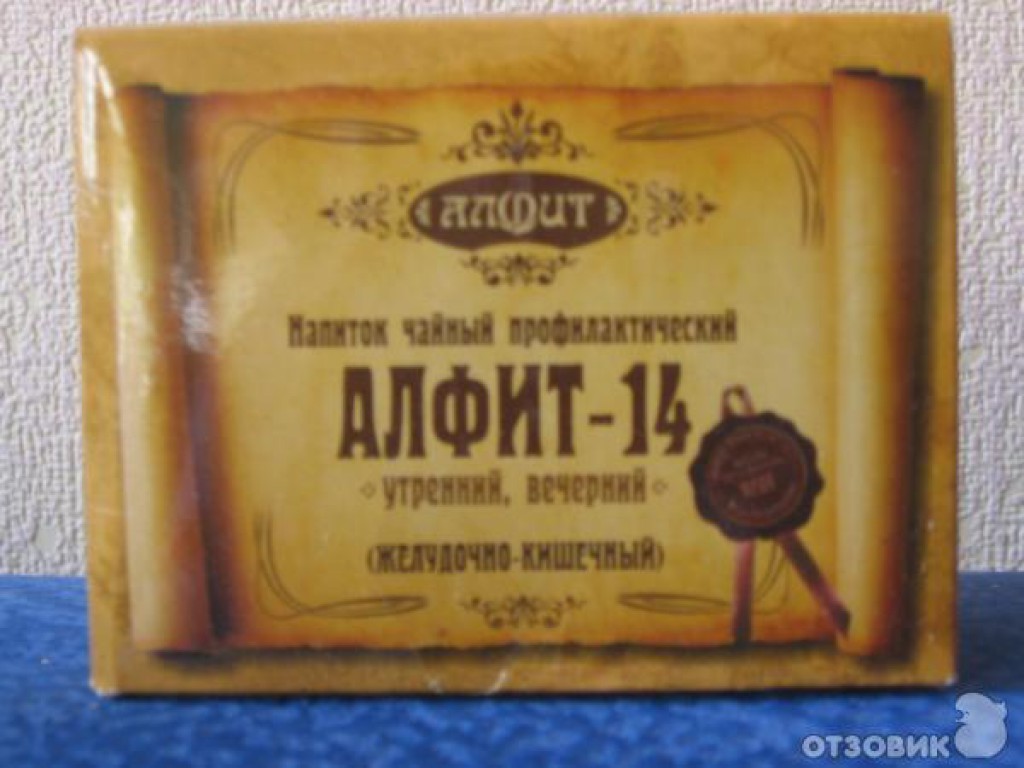 АЛФИТ
Напиток чайный профилактический
АЛФИТ-14
утренний, вечерний
(желудочно-кишечный)
ОТЗОВИК